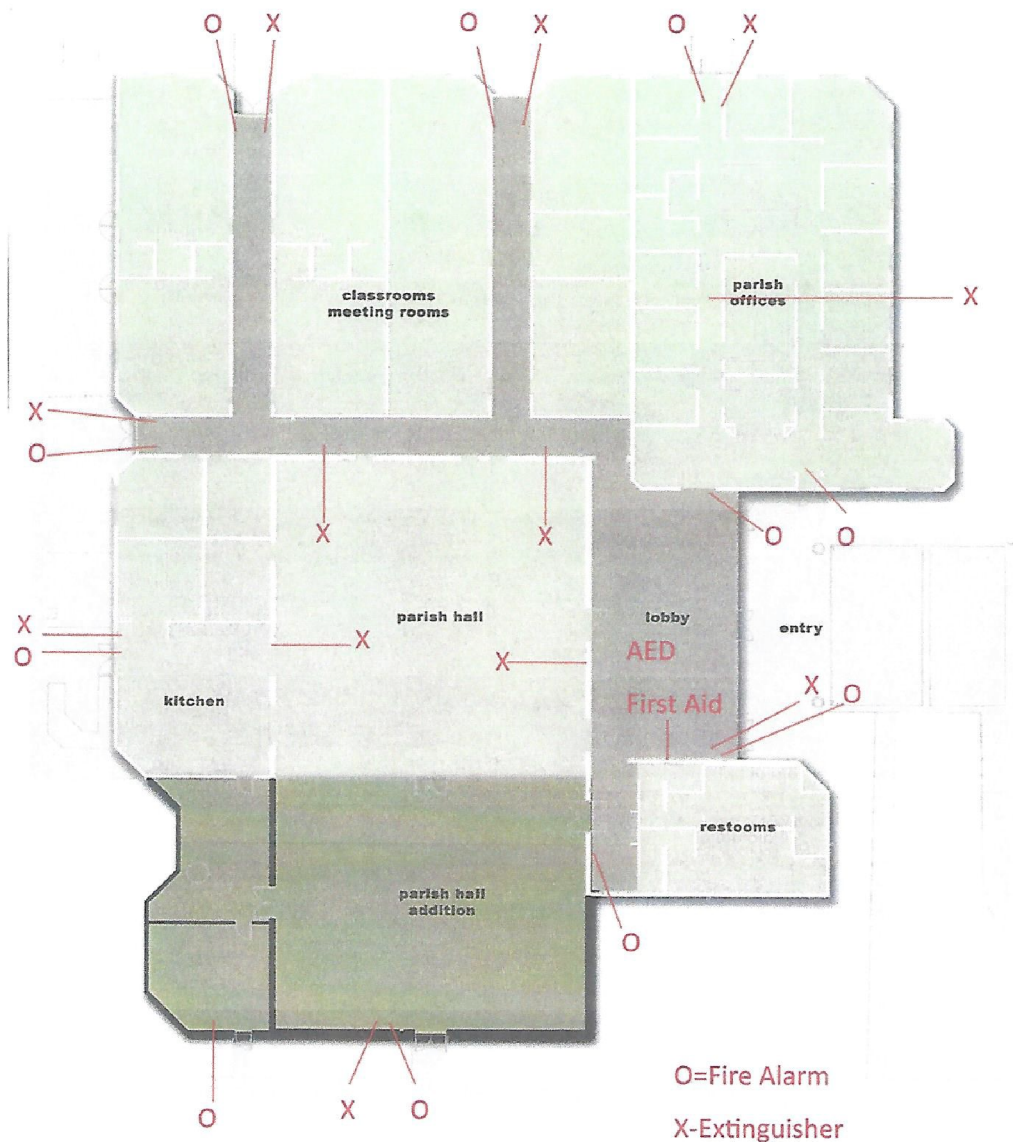 O X O X O X
classrooms
meeting rooms
parish
offices
X
X
O
X
X
O
O
X
O
parish hall
X
X
lobby
entry
AED
First Aid
kitchen
X
O
restooms
parish hall
addition
O
O
X
O
O=Fire Alarm
X-Extinguisher